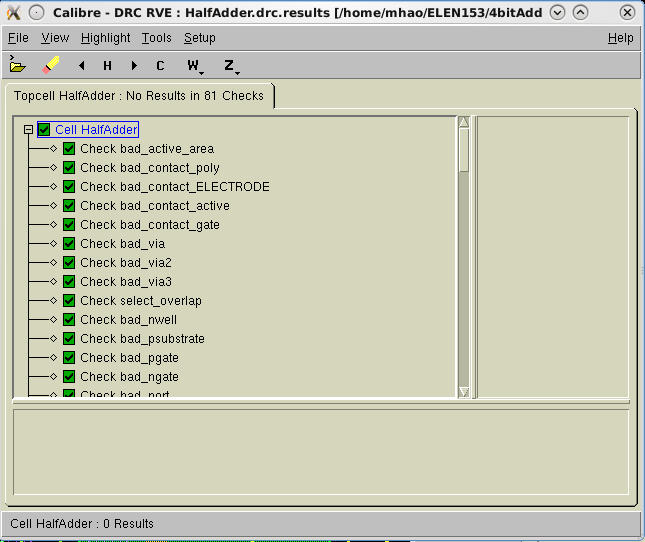 Calibre - DRC RVE : HalfAdder.drc.results [/home/mhao/ELEN153/4bitAdd
File View Highlight Tools Setup Help
H C W Z
Topcell HalfAdder : No Results in 81 Checks
Cell HalfAdder
Check bad_active_area
Check bad_contact_poly
Check bad_contact_ELECTRODE
Check bad_contact_active
Check bad_contact_gate
Check bad_via
Check bad_via2
Check bad_via3
Check select_overlap
Check bad_nwell
Check bad_psubstrate
Check bad_pgate
Check bad_ngate
Check
Cell HalfAdder : 0 Results